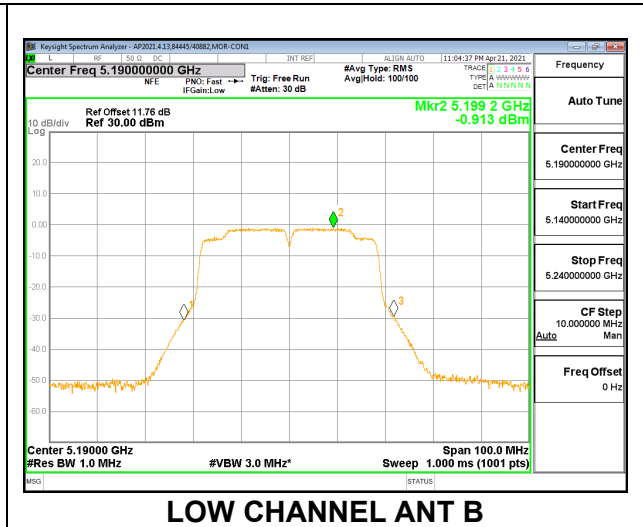 Keysight Spectrum Analyzer - AP2021.4.13,84445/40882,MOR-CON1
L RF 50 Ω DC INT REF ALIGN AUTO 11:04:37 PM Apr 21, 2021
Center Freq 5.190000000 GHz
NFE PNO: Fast IFGain:Low
Trig: Free Run
#Atten: 30 dB
#Avg Type: RMS
Avg|Hold: 100/100
TRACE 1 2 3 4 5 6
TYPE A WWWWW
DET A N N N N N
Mkr2 5.199 2 GHz
-0.913 dBm
Ref Offset 11.76 dB
10 dB/div Ref 30.00 dBm
Log
20.0
10.0
0.00
-10.0
-20.0
-30.0
-40.0
-50.0
-60.0
1
2
3
Center 5.19000 GHz Span 100.0 MHz
#Res BW 1.0 MHz #VBW 3.0 MHz* Sweep 1.000 ms (1001 pts)
MSG STATUS
Frequency
Auto Tune
Center Freq
5.190000000 GHz
Start Freq
5.140000000 GHz
Stop Freq
5.240000000 GHz
CF Step
10.000000 MHz
Auto Man
Freq Offset
0 Hz
LOW CHANNEL ANT B